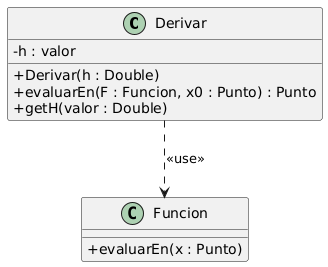 C Derivar
-h : valor
+Derivar(h : Double)
+evaluarEn(F : Funcion, x0 : Punto) : Punto
+getH(valor : Double)
«use»
C Funcion
+evaluarEn(x : Punto)